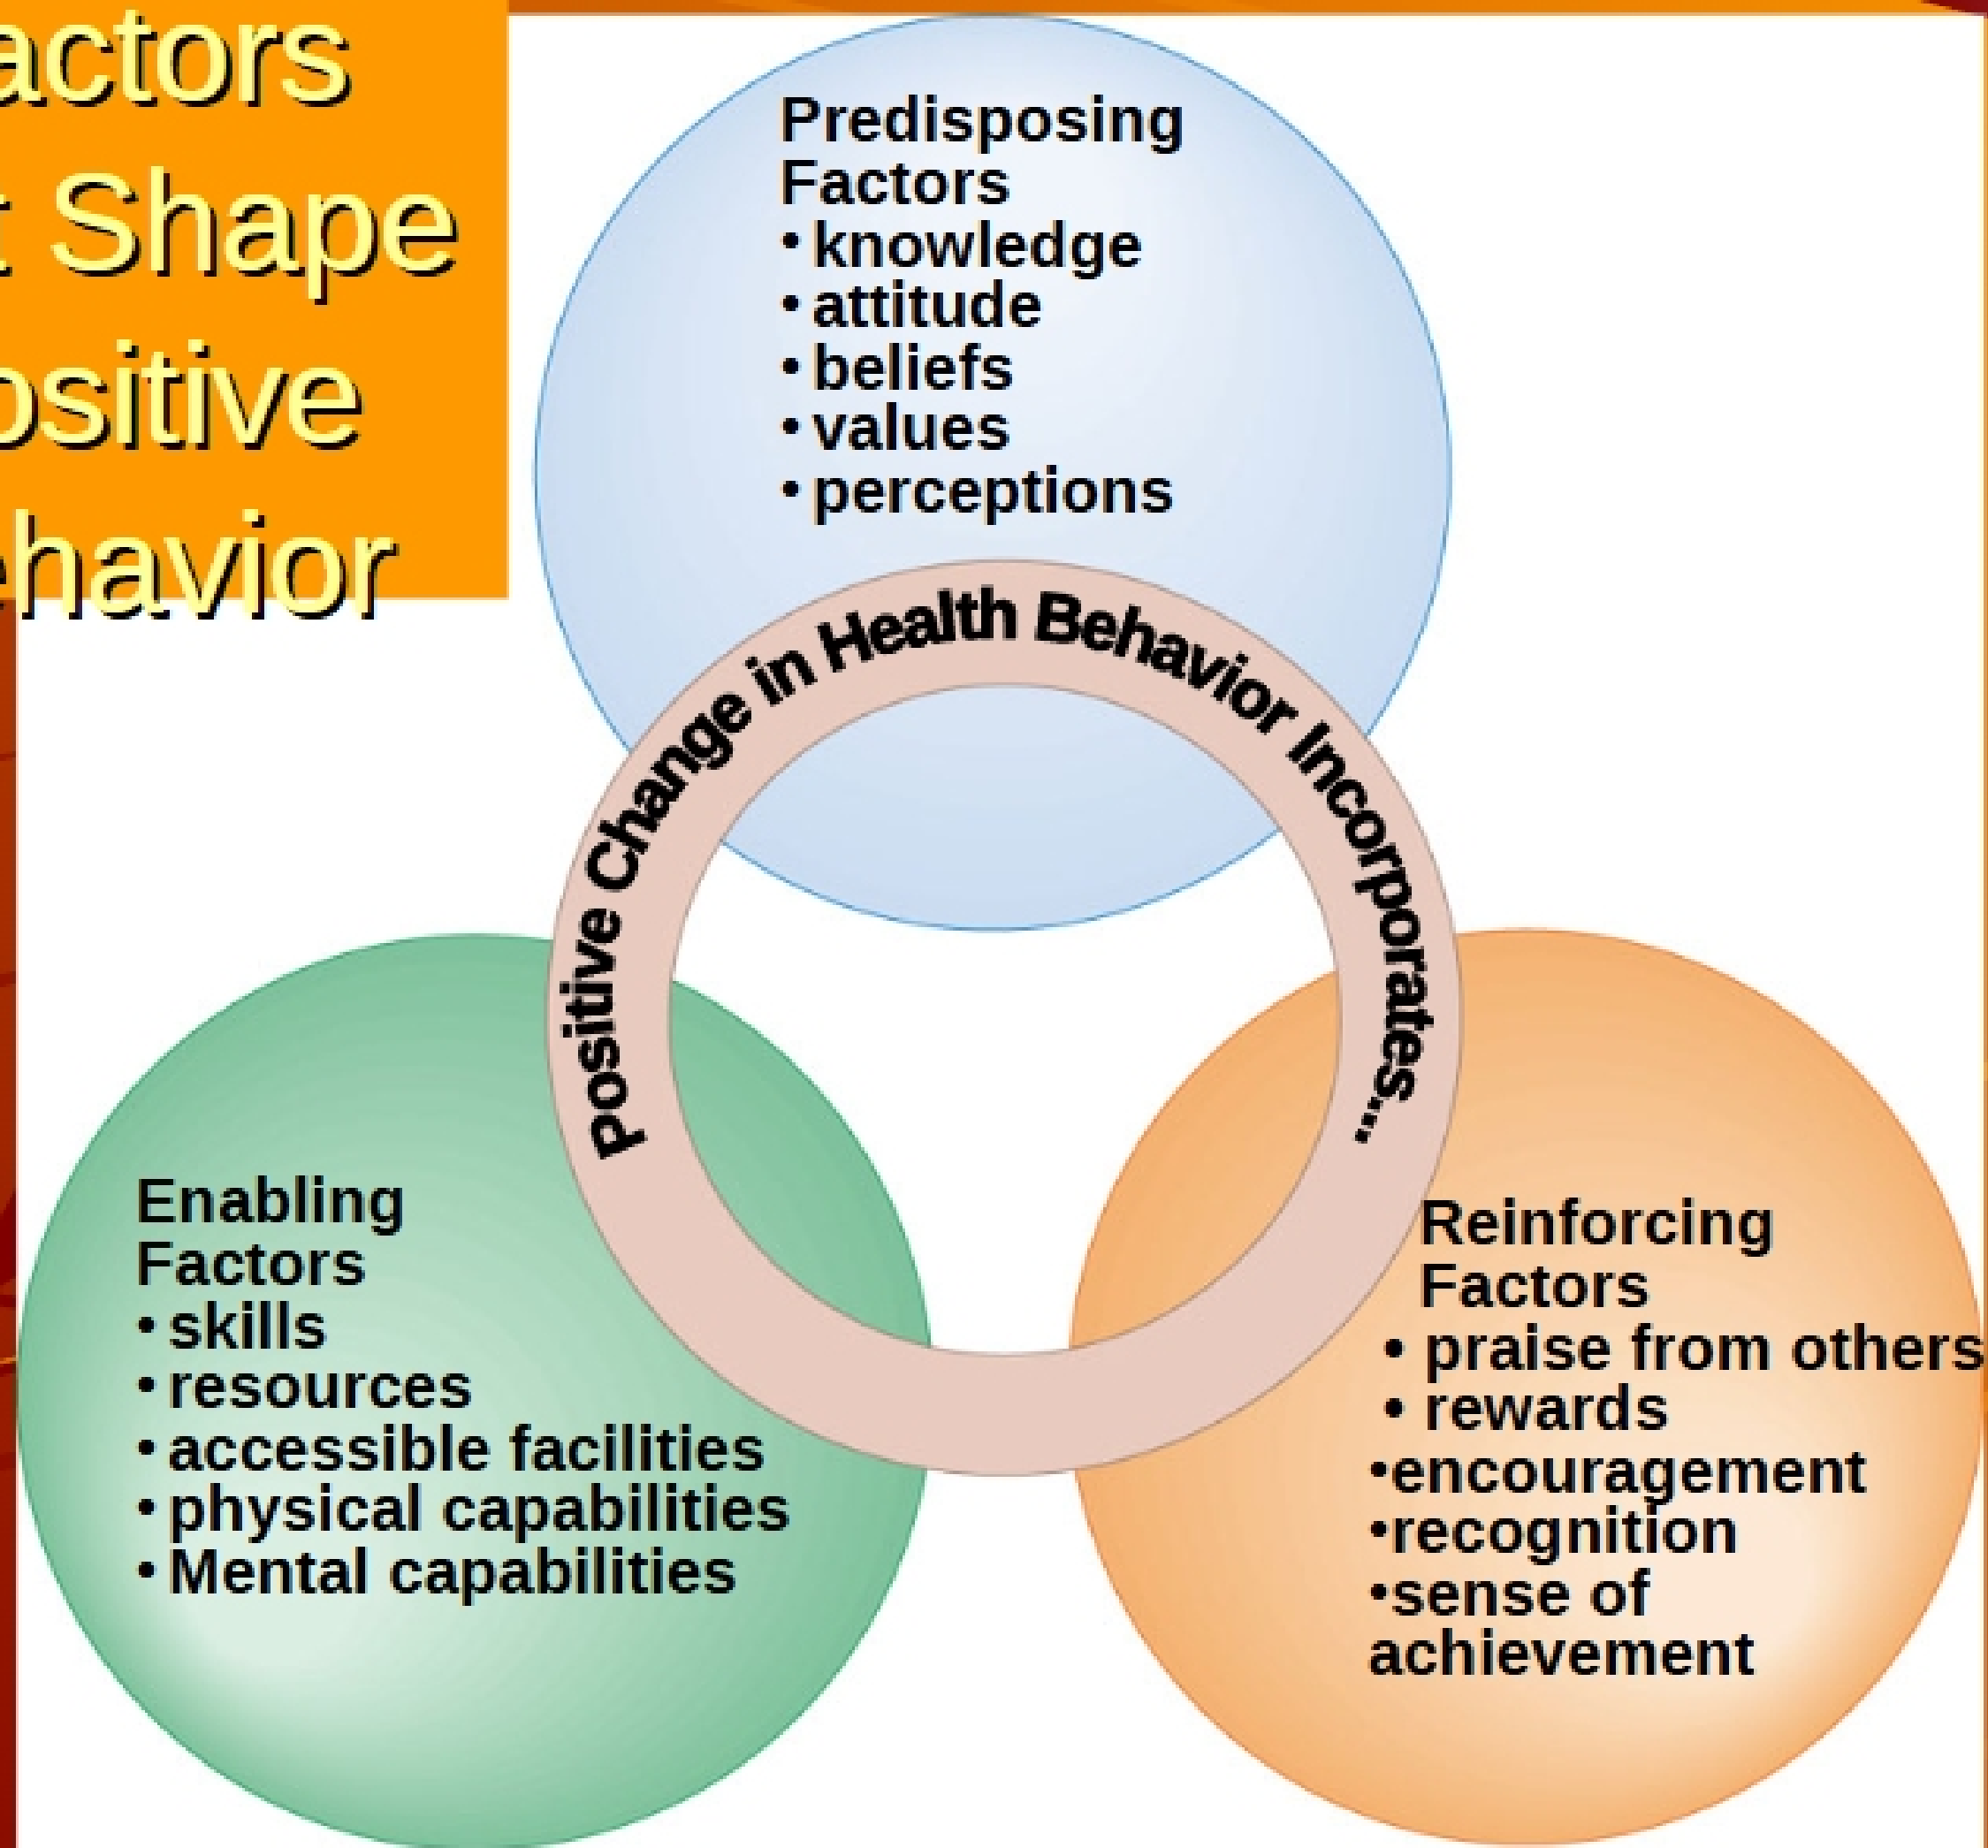 actors
Shape
ositive
ehavior
Predisposing
Factors
• knowledge
• attitude
• beliefs
• values
• perceptions
Positive Change in Health Behavior Incorporates...
Enabling
Factors
• skills
• resources
• accessible facilities
• physical capabilities
• Mental capabilities
Reinforcing
Factors
• praise from others
• rewards
•encouragement
•recognition
•sense of
achievement